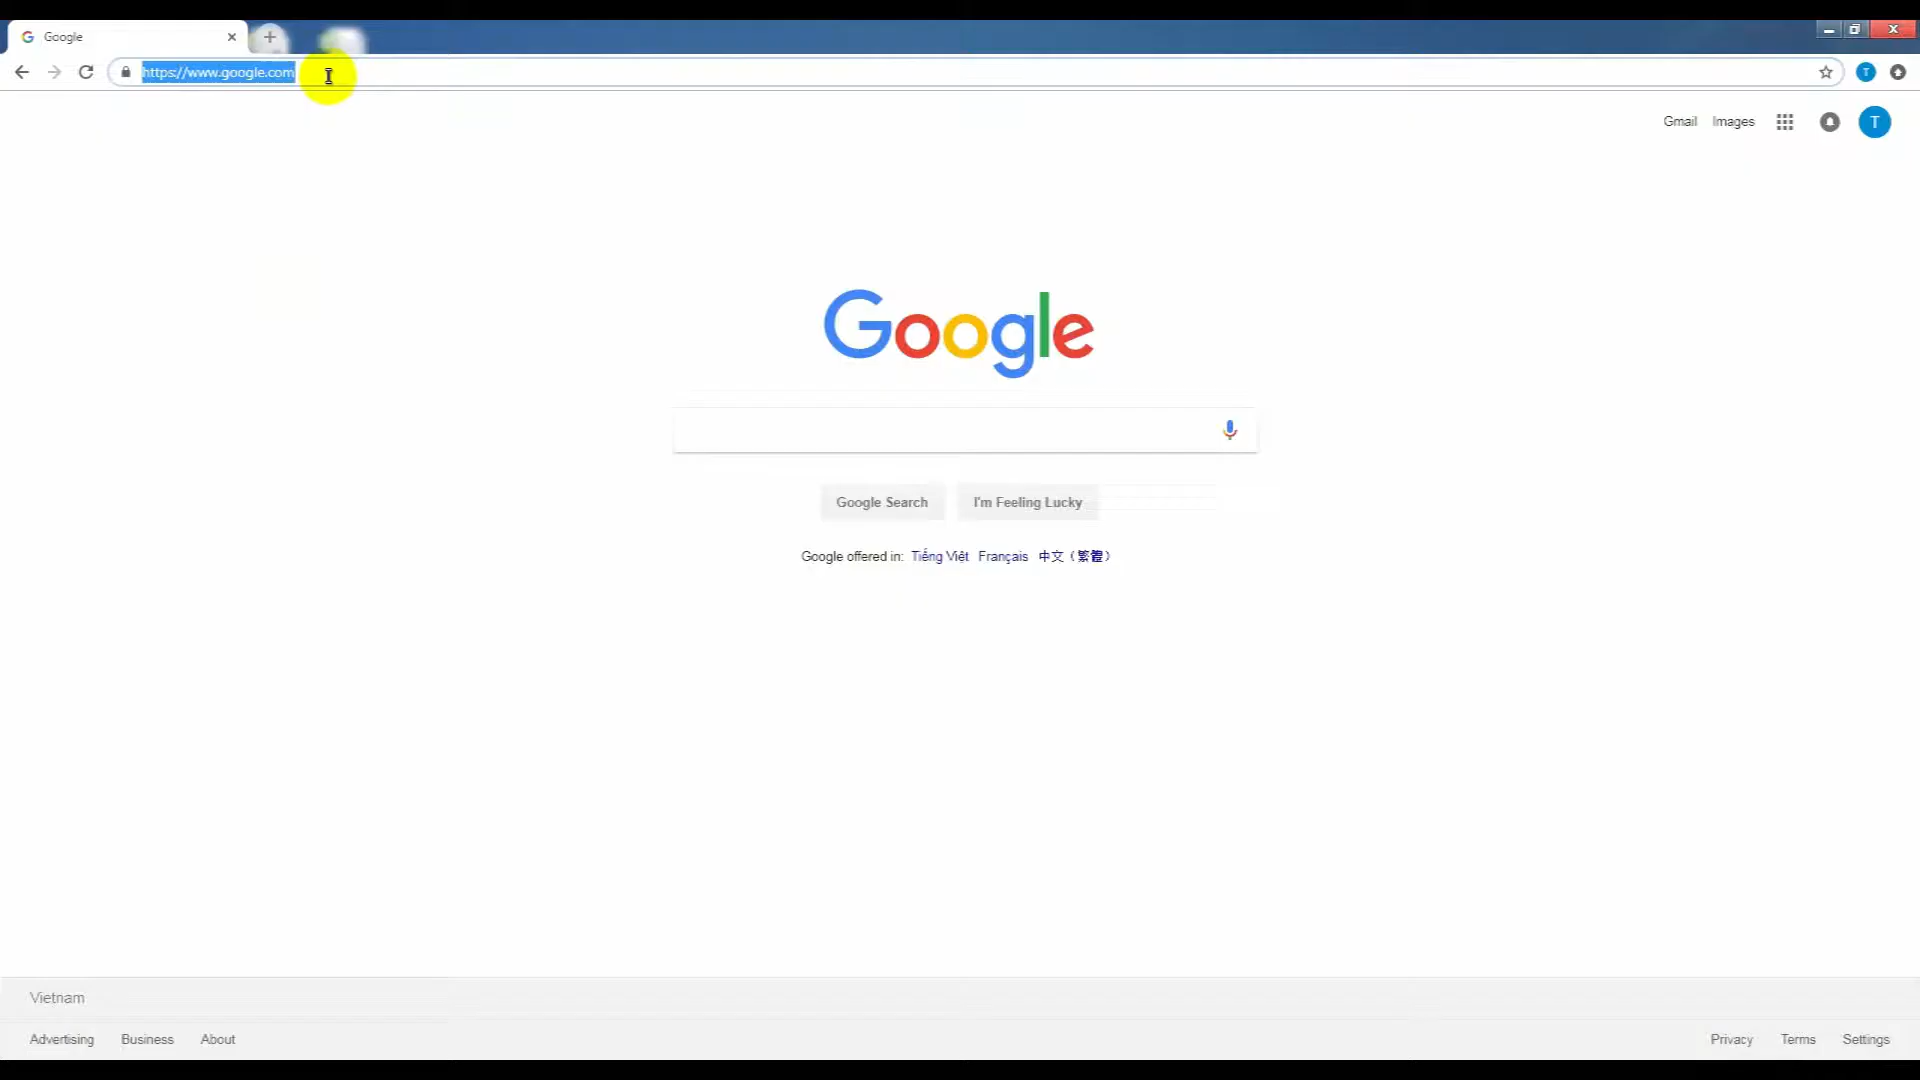 Google
https://www.google.com
T
Gmail Images
T
Google
Google Search I'm Feeling Lucky
Google offered in: Tiếng Việt Français 中文（繁體）
Vietnam
Advertising Business About
Privacy Terms Settings